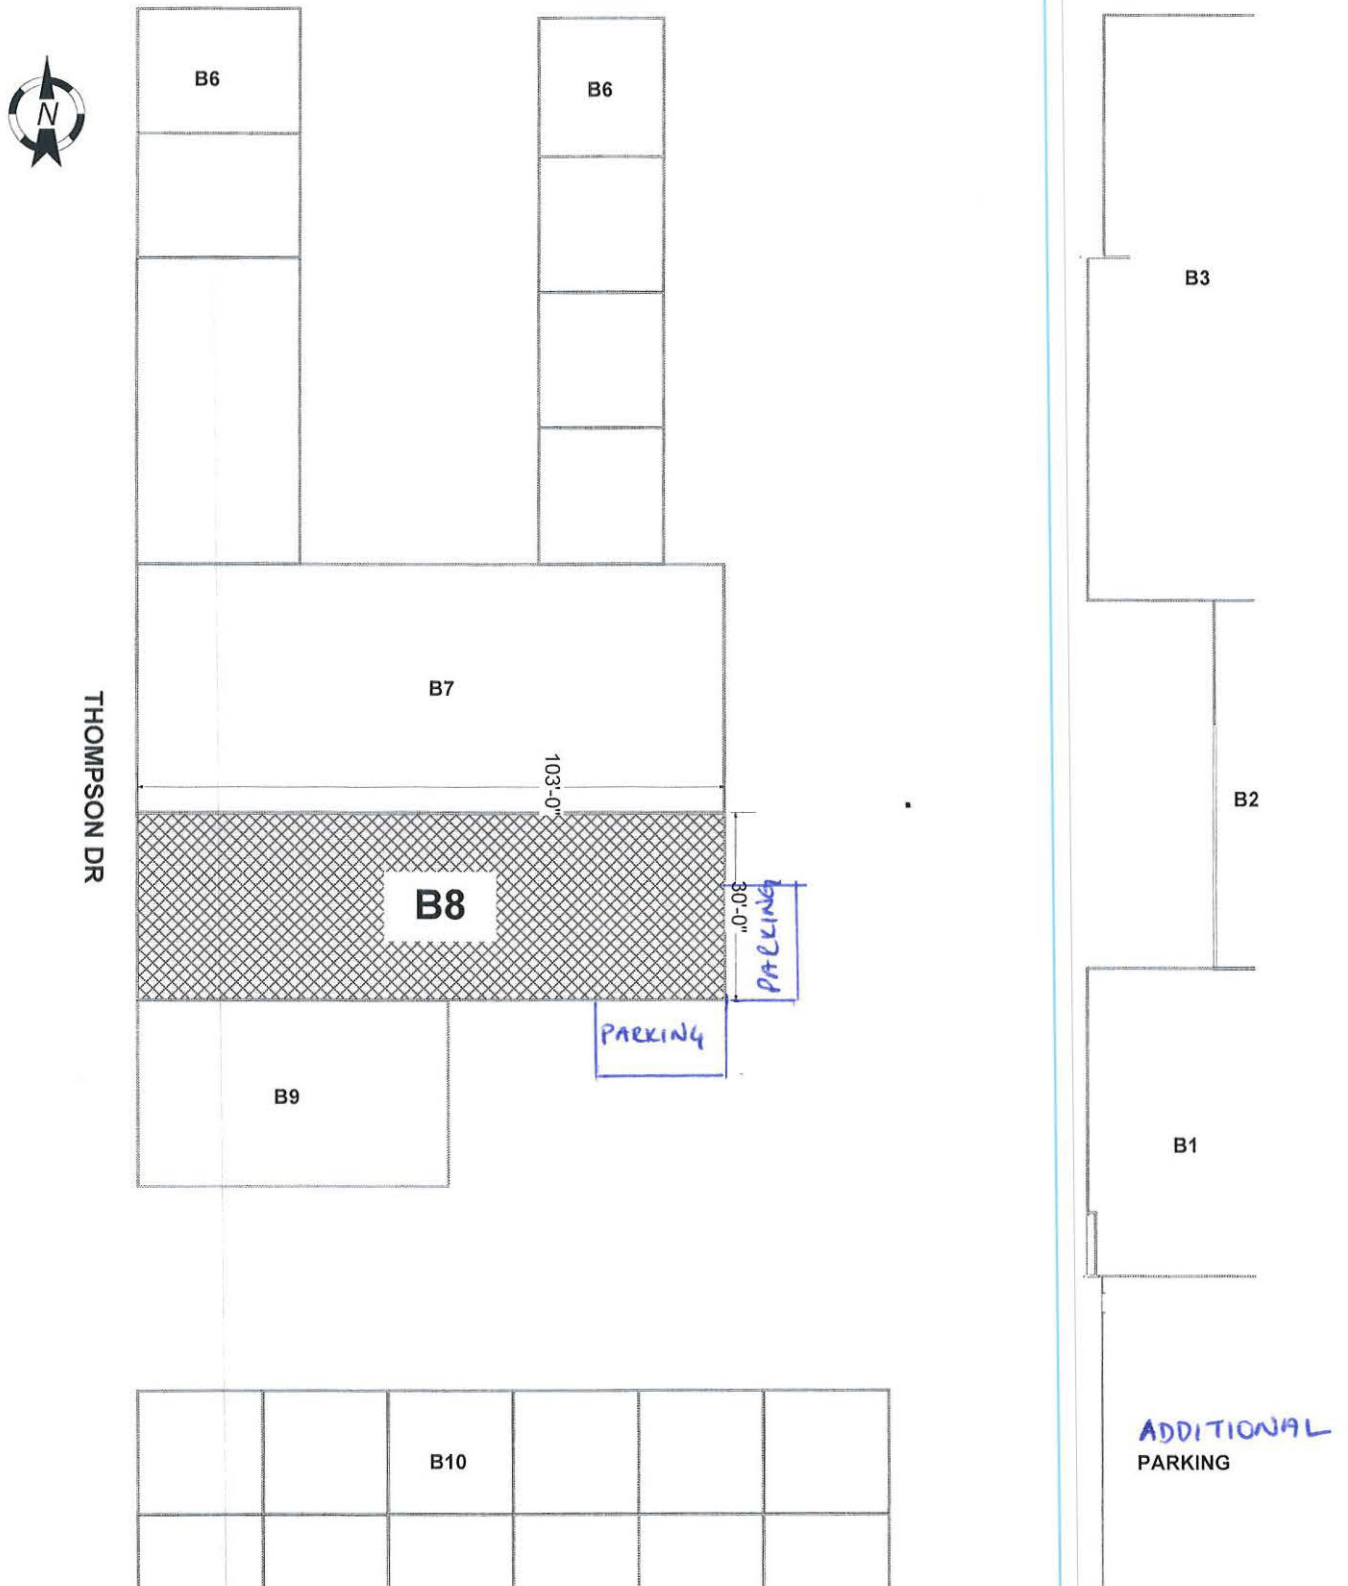 N
B6
B6
B3
B7
THOMPSON DR
103'-0"
B2
B8
30'-0"
PARKING
PARKING
B9
B1
B10
ADDITIONAL
PARKING